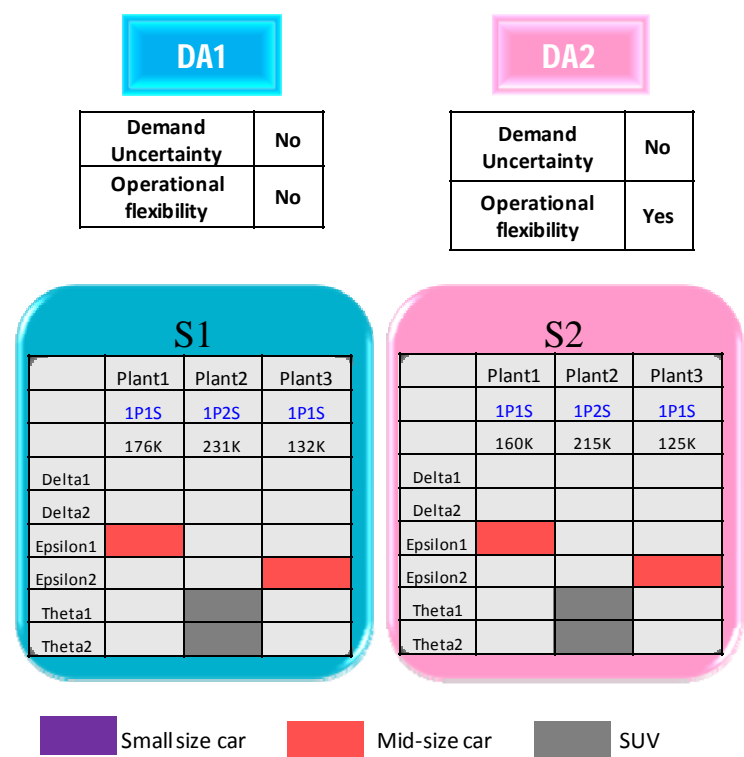 DA1
DA2
Demand
Uncertainty
No
Operational
flexibility
No
Demand
Uncertainty
No
Operational
flexibility
Yes
S1
Plant1 Plant2 Plant3
1P1S 1P2S 1P1S
176K 231K 132K
Delta1
Delta2
Epsilon1
Epsilon2
Theta1
Theta2
S2
Plant1 Plant2 Plant3
1P1S 1P2S 1P1S
160K 215K 125K
Delta1
Delta2
Epsilon1
Epsilon2
Theta1
Theta2
Small size car Mid-size car SUV